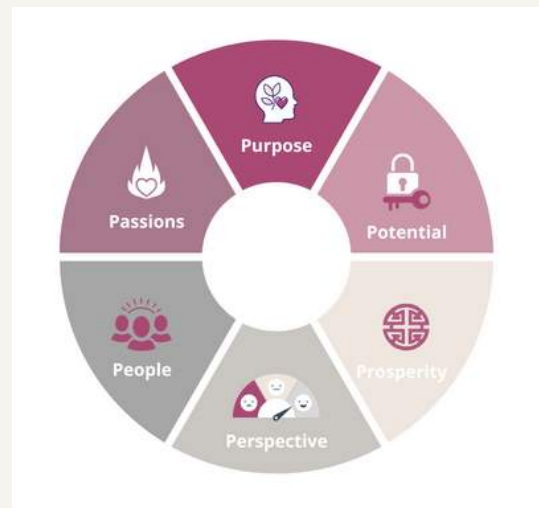 Purpose
Potential
Prosperity
Perspective
People
Passions